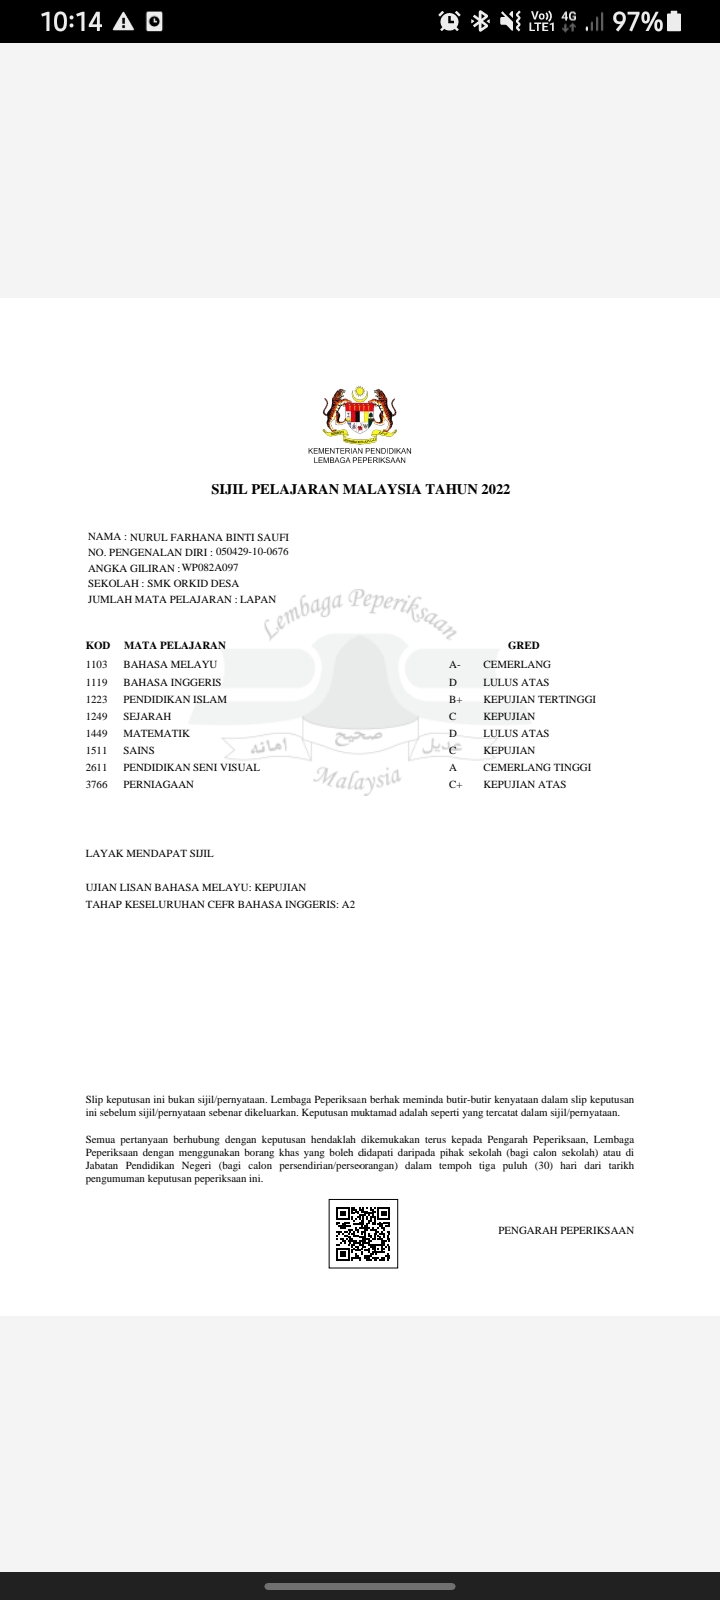 10:14
Vo)) 4G
LTE1
97%
KEMENTERIAN PENDIDIKAN
LEMBAGA PEPERIKSAAN
SIJIL PELAJARAN MALAYSIA TAHUN 2022
NAMA : NURUL FARHANA BINTI SAUFI
NO. PENGENALAN DIRI : 050429-10-0676
ANGKA GILIRAN : WP082A097
SEKOLAH : SMK ORKID DESA
JUMLAH MATA PELAJARAN : LAPAN
Lembaga Peperiksaan
KOD MATA PELAJARAN GRED
1103 BAHASA MELAYU A- CEMERLANG
1119 BAHASA INGGERIS D LULUS ATAS
1223 PENDIDIKAN ISLAM B+ KEPUJIAN TERTINGGI
1249 SEJARAH C KEPUJIAN
1449 MATEMATIK D LULUS ATAS
امانه صحيح عديل
1511 SAINS C KEPUJIAN
2611 PENDIDIKAN SENI VISUAL A CEMERLANG TINGGI
Malaysia
3766 PERNIAGAAN C+ KEPUJIAN ATAS
LAYAK MENDAPAT SIJIL
UJIAN LISAN BAHASA MELAYU: KEPUJIAN
TAHAP KESELURUHAN CEFR BAHASA INGGERIS: A2
Slip keputusan ini bukan sijil/pernyataan. Lembaga Peperiksaan berhak meminda butir-butir kenyataan dalam slip keputusan
ini sebelum sijil/pernyataan sebenar dikeluarkan. Keputusan muktamad adalah seperti yang tercatat dalam sijil/pernyataan.
Semua pertanyaan berhubung dengan keputusan hendaklah dikemukakan terus kepada Pengarah Peperiksaan, Lembaga
Peperiksaan dengan menggunakan borang khas yang boleh didapati daripada pihak sekolah (bagi calon sekolah) atau di
Jabatan Pendidikan Negeri (bagi calon persendirian/perseorangan) dalam tempoh tiga puluh (30) hari dari tarikh
pengumuman keputusan peperiksaan ini.
PENGARAH PEPERIKSAAN